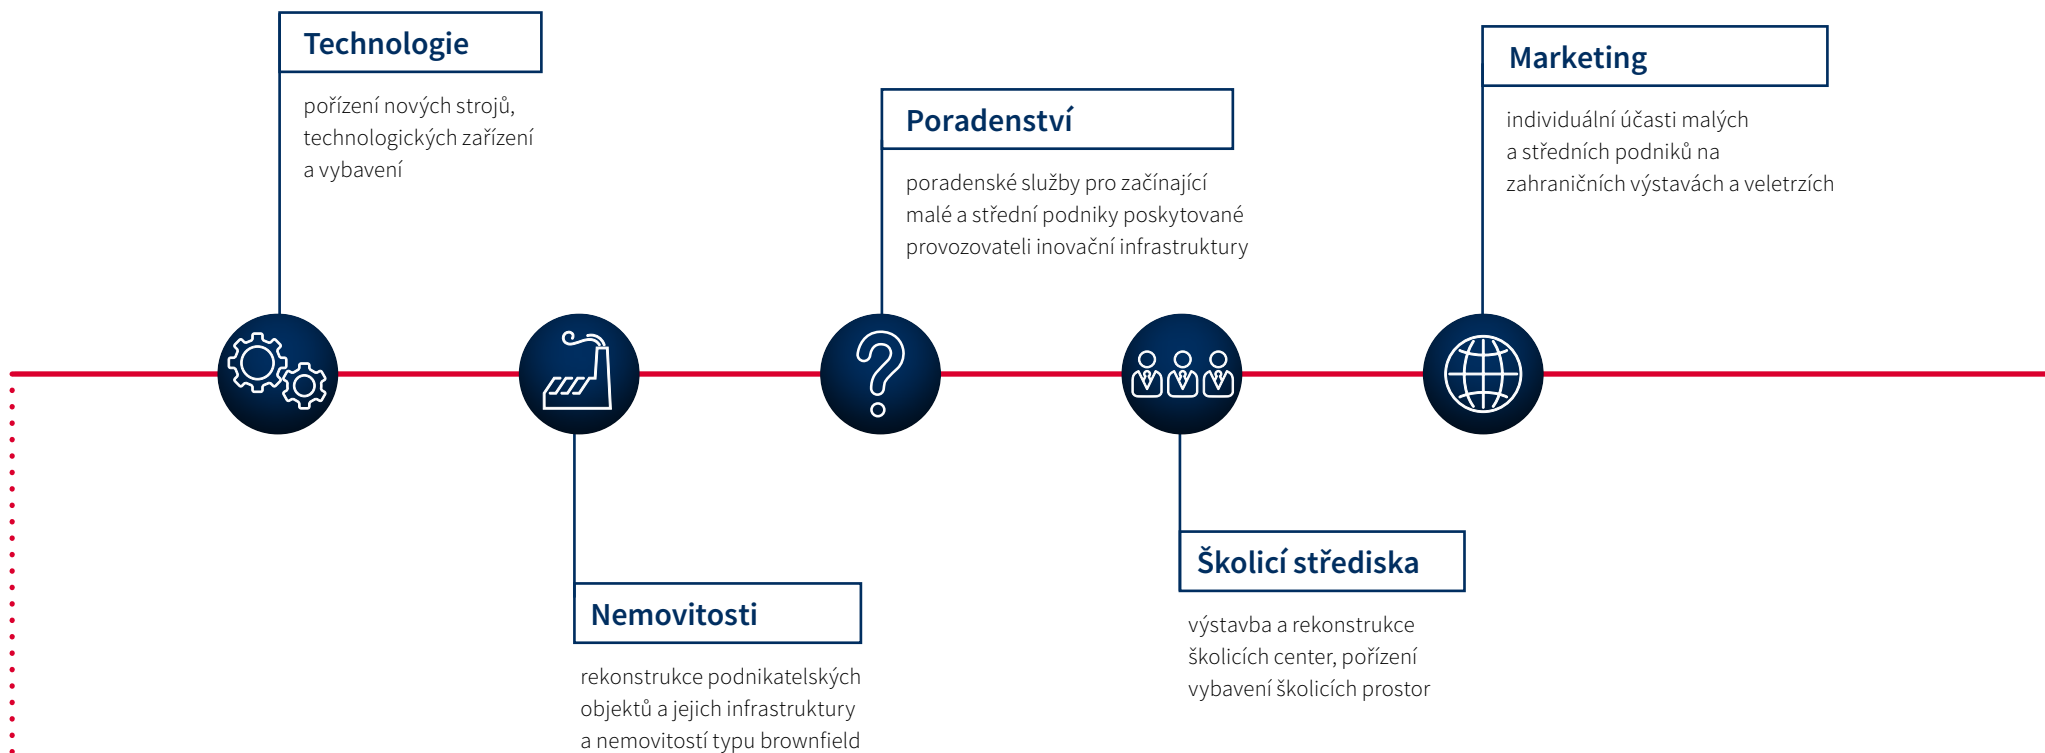 Technologie
pořízení nových strojů,
technologických zařízení
a vybavení
Nemovitosti
rekonstrukce podnikatelských
objektů a jejich infrastruktury
a nemovitostí typu brownfield
Poradenství
poradenské služby pro začínající
malé a střední podniky poskytované
provozovateli inovační infrastruktury
Školicí střediska
výstavba a rekonstrukce
školicích center, pořízení
vybavení školicích prostor
Marketing
individuální účasti malých
a středních podniků na
zahraničních výstavách a veletrzích